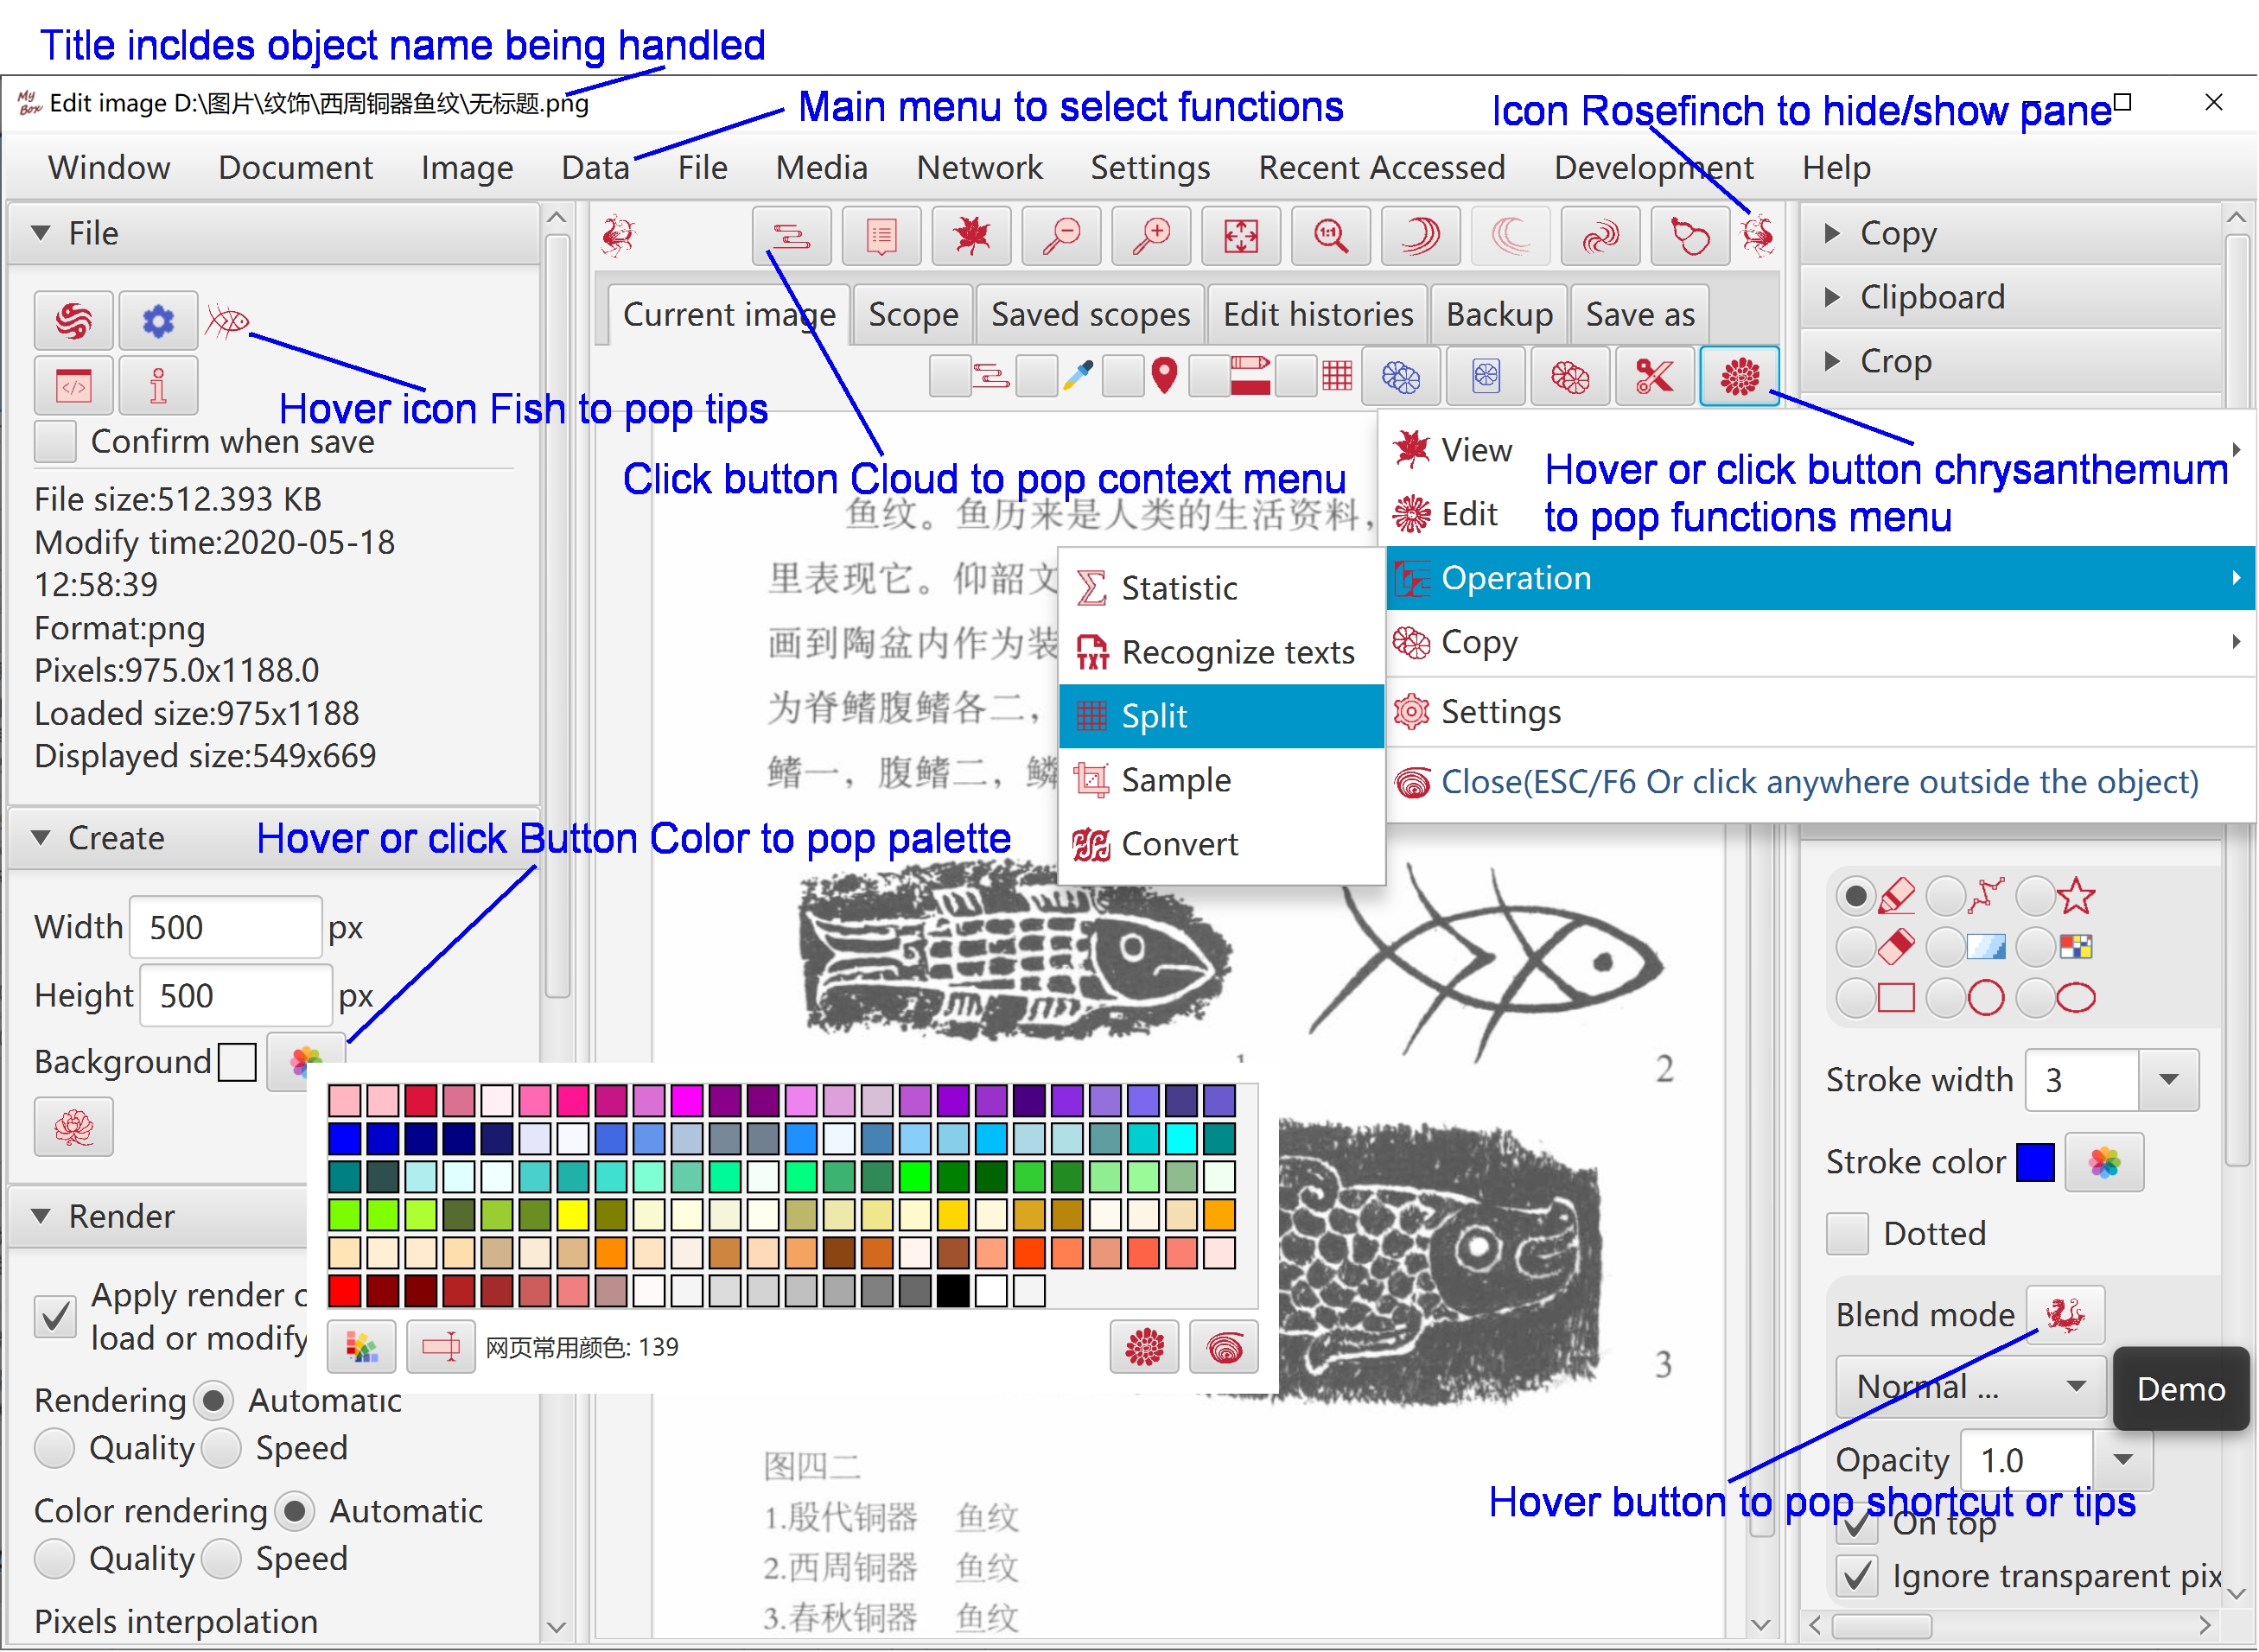 Title incldes object name being handled
My Box Edit image D:\图片\纹饰\西周铜器鱼纹\无标题.png
Main menu to select functions
Icon Rosefinch to hide/show pane
Window Document Image Data File Media Network Settings Recent Accessed Development Help
File
Hover icon Fish to pop tips
Confirm when save
File size:512.393 KB
Modify time:2020-05-18
12:58:39
Format:png
Pixels:975.0x1188.0
Loaded size:975x1188
Displayed size:549x669
Create
Hover or click Button Color to pop palette
Width 500 px
Height 500 px
Background
Render
Apply render
load or modify
Rendering Automatic
Quality Speed
Color rendering Automatic
Quality Speed
Pixels interpolation
1:1
Current image Scope Saved scopes Edit histories Backup Save as
Click button Cloud to pop context menu
鱼纹。鱼历来是人类的生活资料，
里表现它。仰韶文
画到陶盆内作为装
为脊鳍腹鳍各二，
鳍一，腹鳍二，鳞
View
Edit
Operation
Copy
Settings
Close(ESC/F6 Or click anywhere outside the object)
Hover or click button chrysanthemum
to pop functions menu
Statistic
TXT Recognize texts
Split
Sample
Convert
2
3
网页常用颜色: 139
图四二
1.殷代铜器 鱼纹
2.西周铜器 鱼纹
3.春秋铜器 鱼纹
Copy
Clipboard
Crop
Stroke width 3
Stroke color
Dotted
Blend mode
Normal ...
Demo
Opacity 1.0
Hover button to pop shortcut or tips
On top
Ignore transparent pix